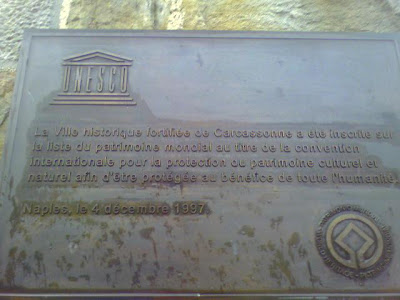 UNESCO
La Ville historique fortifiée de Carcassonne a été inscrite sur
la liste du patrimoine mondial au titre de la convention
internationale pour la protection du patrimoine culturel et
naturel afin d'être protégée au bénéfice de toute l'humanité
Naples, le 4 décembre 1997.